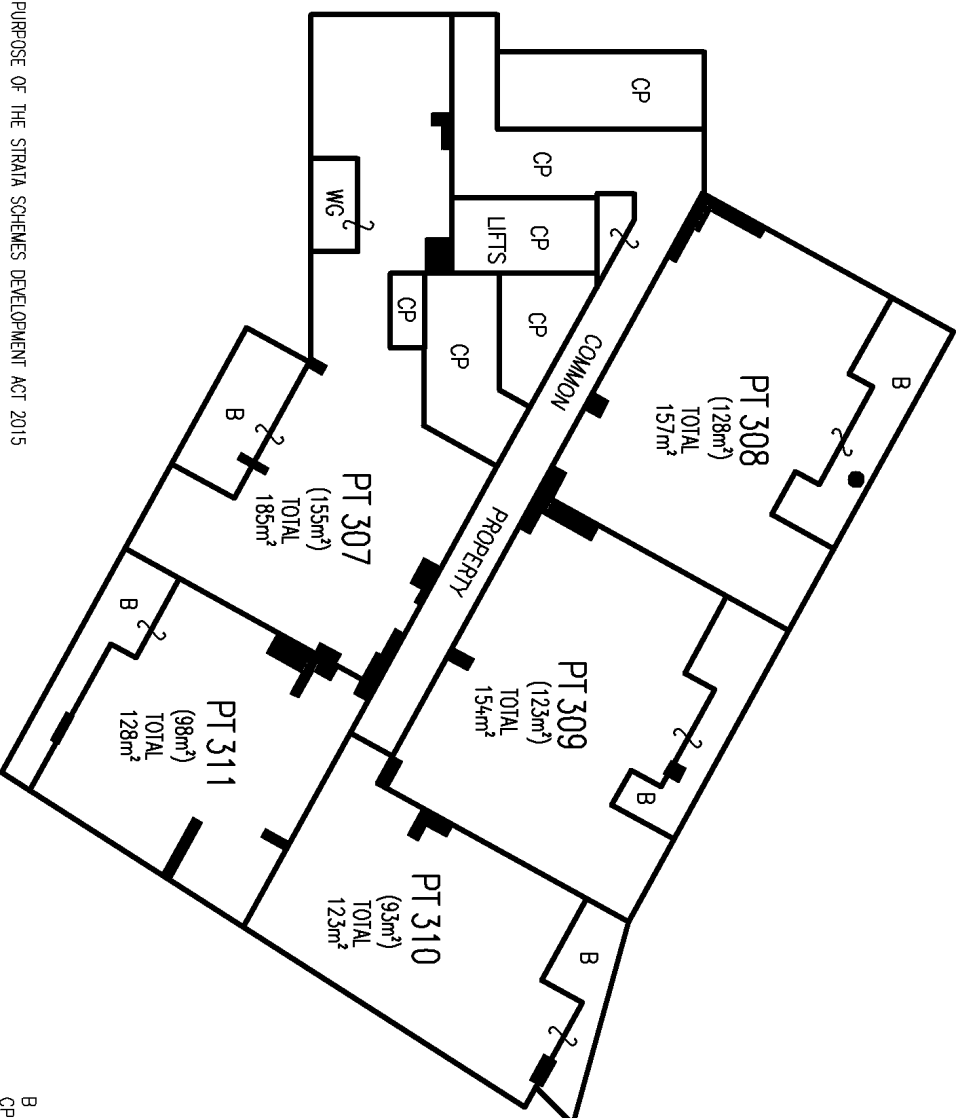 CP
CP
CP
LIFTS
CP
CP
CP
WG
COMMON
PROPERTY
B
PT 308
(128m²)
TOTAL
157m²
B
PT 307
(155m²)
TOTAL
185m²
PT 309
(123m²)
TOTAL
154m²
B
B
PT 311
(98m²)
TOTAL
128m²
PT 310
(93m²)
TOTAL
123m²
B
PURPOSE OF THE STRATA SCHEMES DEVELOPMENT ACT 2015
B
CP